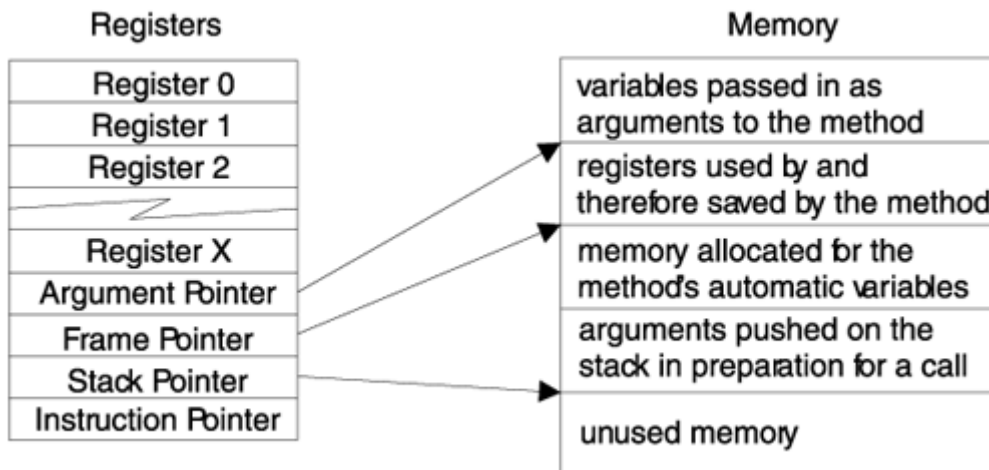 Registers
Register 0
Register 1
Register 2
Register X
Argument Pointer
Frame Pointer
Stack Pointer
Instruction Pointer
Memory
variables passed in as
arguments to the method
registers used by and
therefore saved by the method
memory allocated for the
method's automatic variables
arguments pushed on the
stack in preparation for a call
unused memory